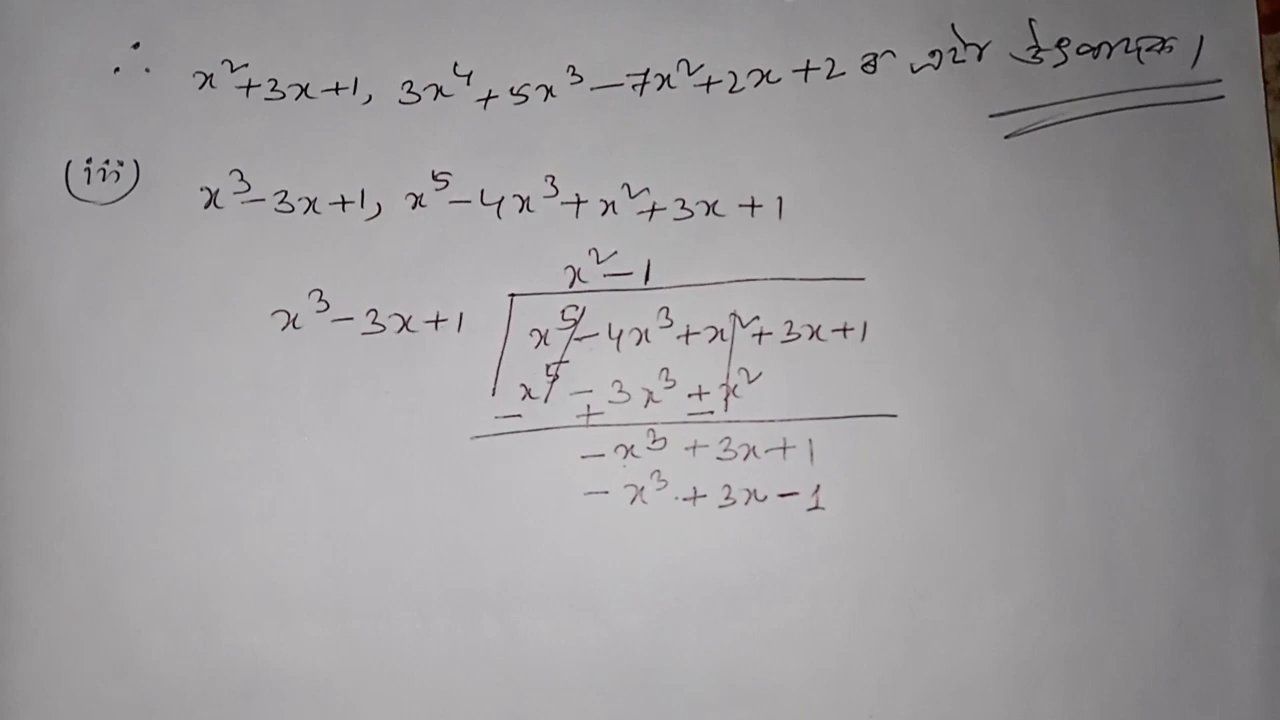 ∴ x²+3x+1, 3x⁴+5x³-7x²+2x+2 ৰ এটা উৎপাদক।
(iii) x³-3x+1, x⁵-4x³+x²+3x+1
x²-1
x³-3x+1 x⁵-4x³+x²+3x+1
x⁵-3x³+x²
- + -
-x³+3x+1
-x³+3x-1